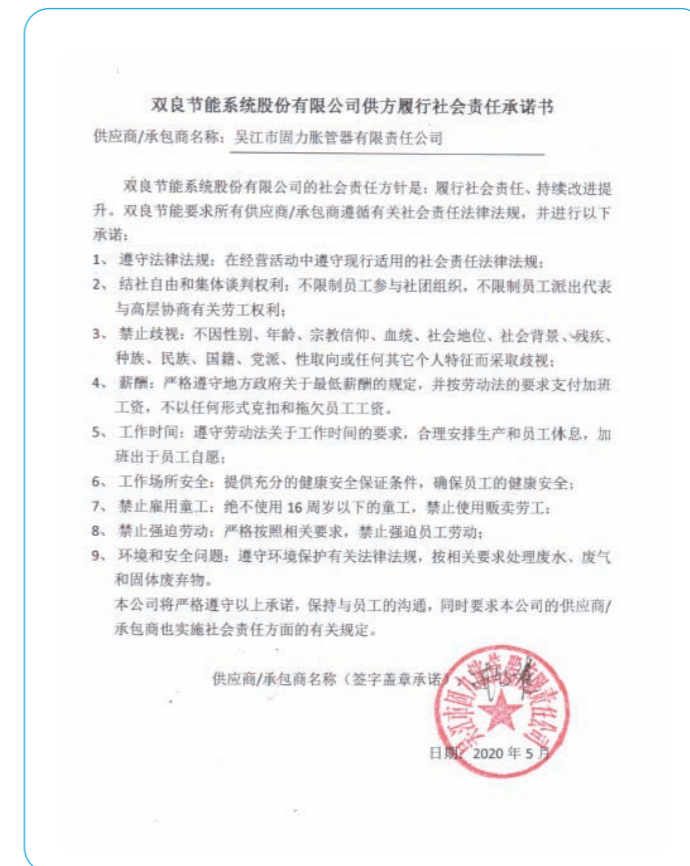 双良节能系统股份有限公司供方履行社会责任承诺书
供应商/承包商名称：吴江市固力胀管器有限责任公司
双良节能系统股份有限公司的社会责任方针是：履行社会责任、持续改进提
升。双良节能要求所有供应商/承包商遵循有关社会责任法律法规，并进行以下
承诺：
1、 遵守法律法规：在经营活动中遵守现行适用的社会责任法律法规；
2、 结社自由和集体谈判权利：不限制员工参与社团组织，不限制员工派出代表
与高层协商有关劳工权利；
3、 禁止歧视：不因性别、年龄、宗教信仰、血统、社会地位、社会背景、残疾、
种族、民族、国籍、党派、性取向或任何其它个人特征而采取歧视；
4、 薪酬：严格遵守地方政府关于最低薪酬的规定，并按劳动法的要求支付加班
工资，不以任何形式克扣和拖欠员工工资。
5、 工作时间：遵守劳动法关于工作时间的要求，合理安排生产和员工休息，加
班出于员工自愿；
6、 工作场所安全：提供充分的健康安全保证条件，确保员工的健康安全；
7、 禁止雇用童工：绝不使用 16 周岁以下的童工，禁止使用贩卖劳工；
8、 禁止强迫劳动：严格按照相关要求，禁止强迫员工劳动；
9、 环境和安全问题：遵守环境保护有关法律法规，按相关要求处理废水、废气
和固体废弃物。
本公司将严格遵守以上承诺，保持与员工的沟通，同时要求本公司的供应商/
承包商也实施社会责任方面的有关规定。
供应商/承包商名称（签字盖章承诺）
吴江市固力胀管器有限责任公司
日期：2020 年 5 月